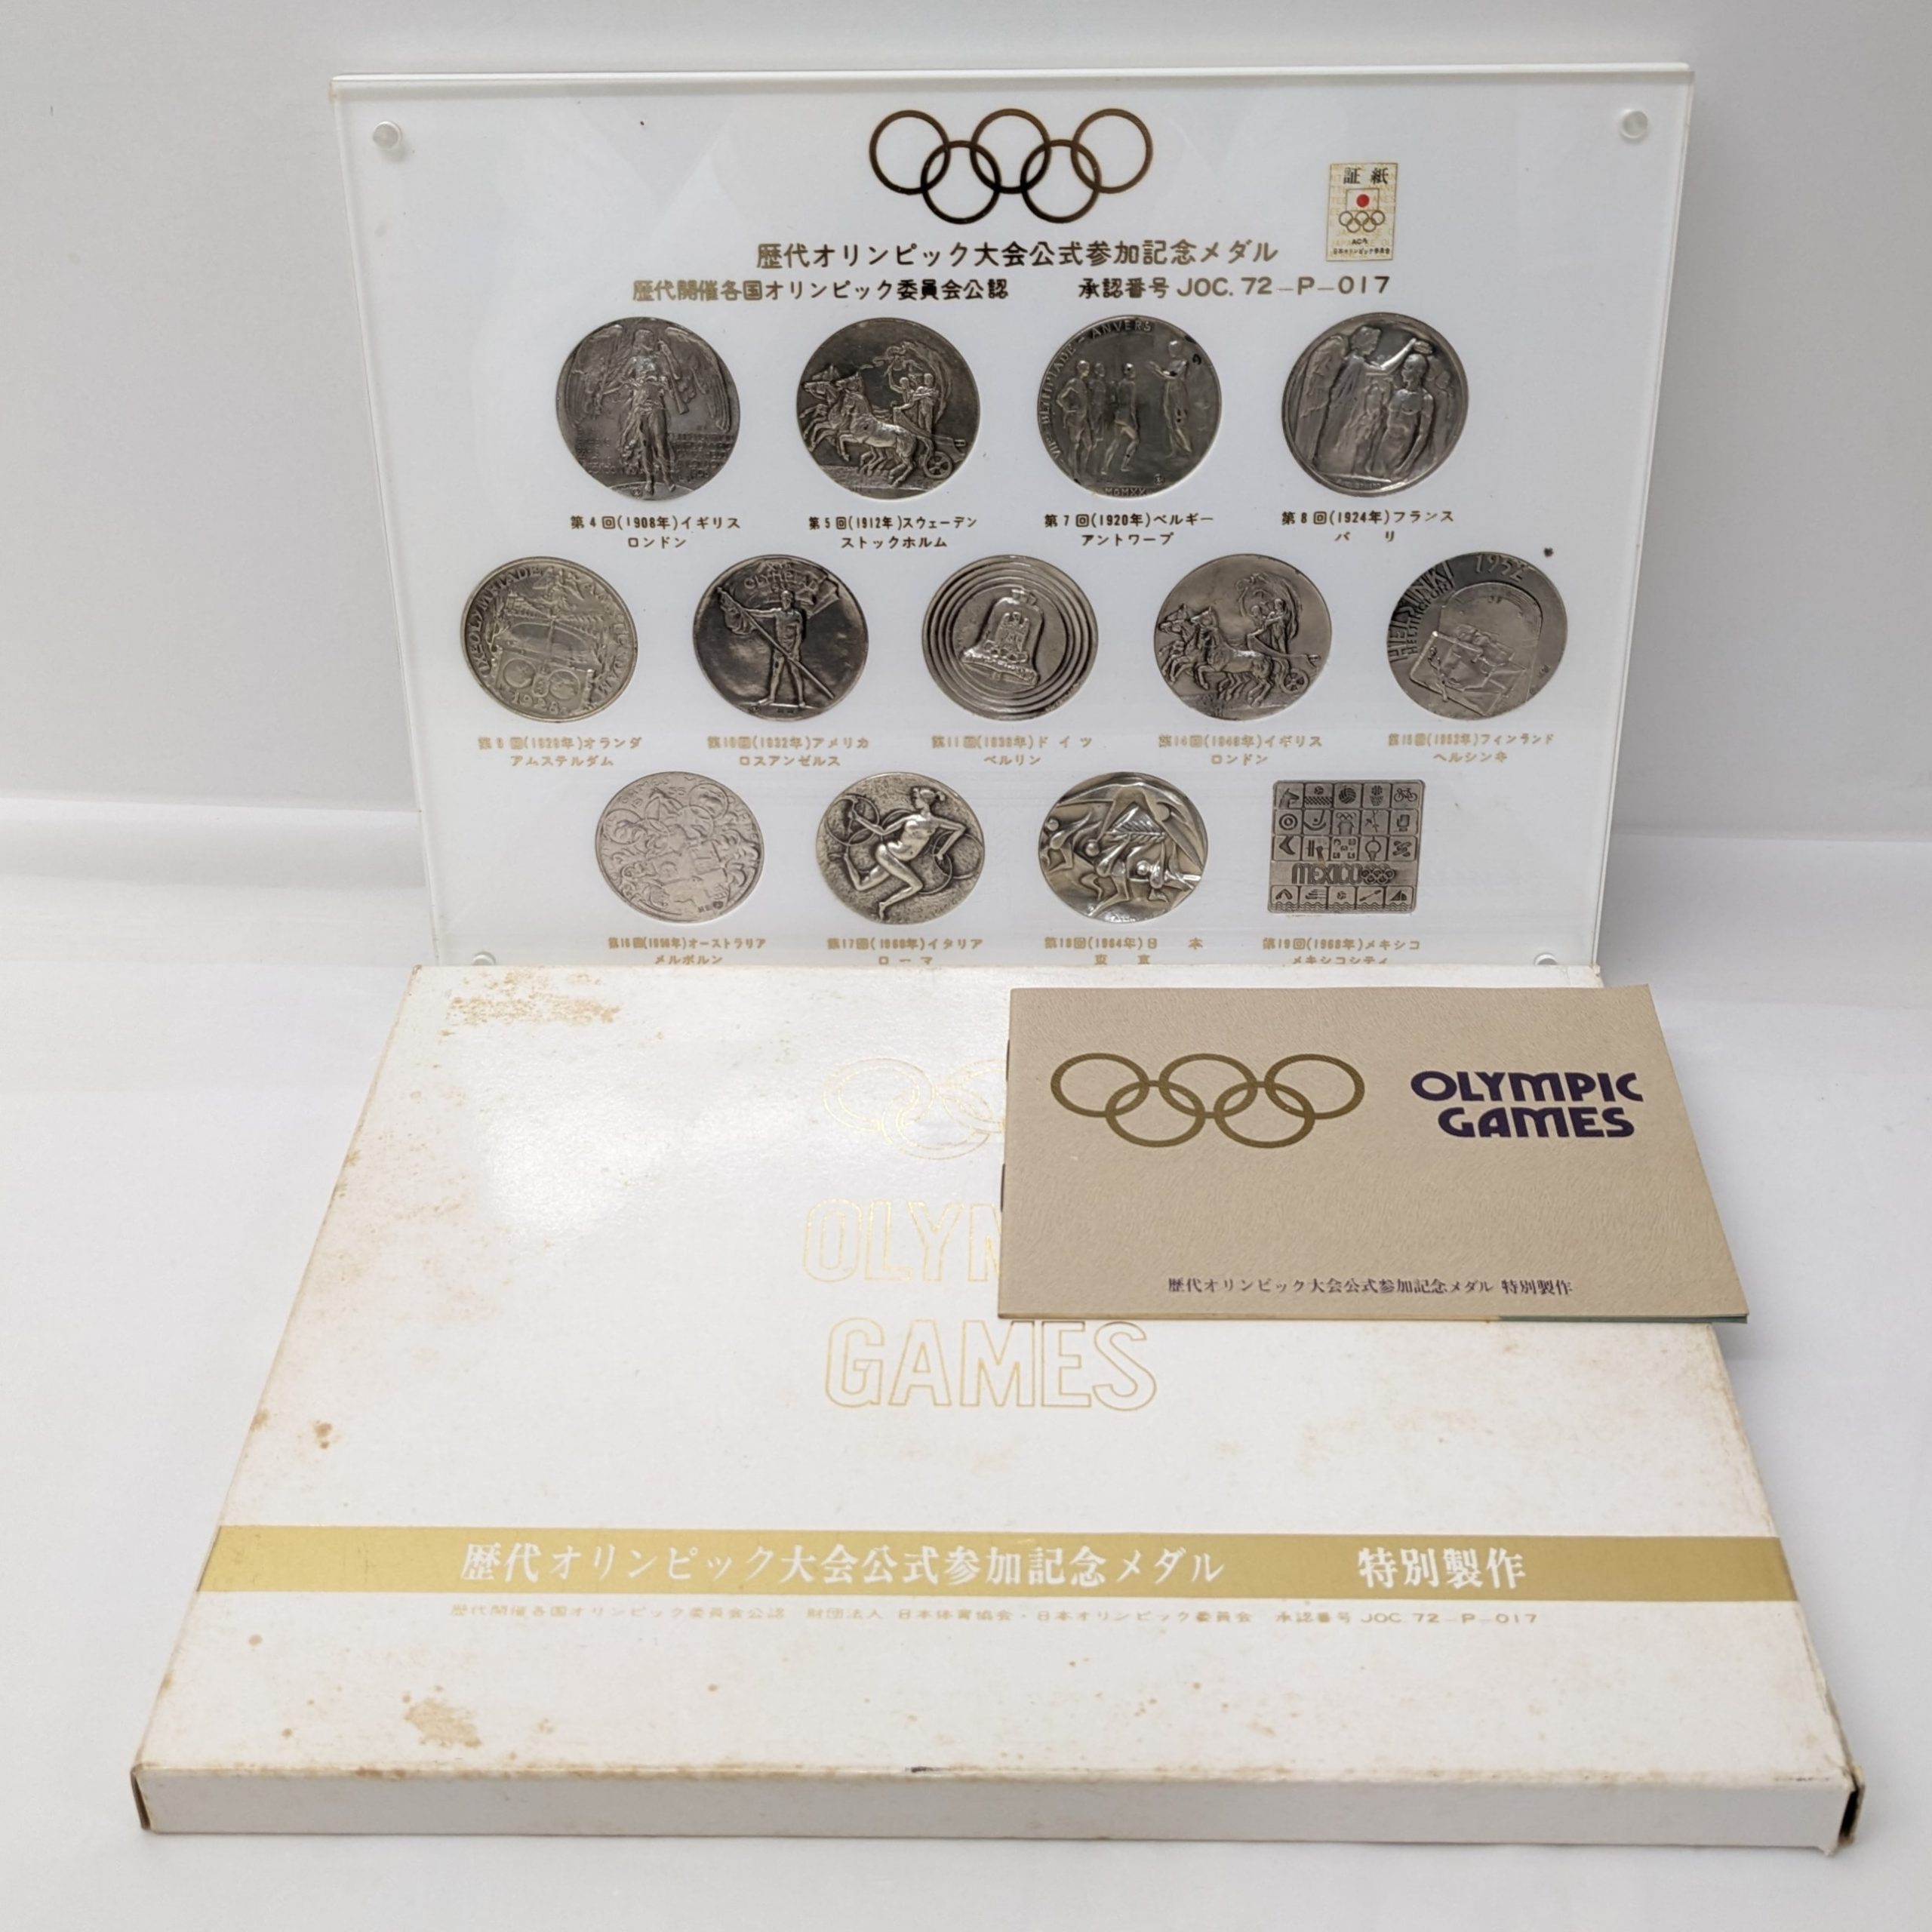 証紙
歴代オリンピック大会公式参加記念メダル
歴代開催各国オリンピック委員会公認 承認番号 JOC. 72-P-017
ANVERS
MCMXX
第4回(1908年)イギリス
ロンドン
第5回(1912年)スウェーデン
ストックホルム
第7回(1920年)ベルギー
アントワープ
第8回(1924年)フランス
パリ
1928
1952
HELSINKI
第9回(1928年)オランダ
アムステルダム
第10回(1932年)アメリカ
ロスアンゼルス
第11回(1936年)ドイツ
ベルリン
第14回(1948年)イギリス
ロンドン
第15回(1952年)フィンランド
ヘルシンキ
MEXICO
第16回(1956年)オーストラリア
メルボルン
第17回(1960年)イタリア
ローマ
第18回(1964年)日本
東京
第19回(1968年)メキシコ
メキシコシティ
OLYMPIC
GAMES
歴代オリンピック大会公式参加記念メダル 特別製作
OLYM
GAMES
歴代オリンピック大会公式参加記念メダル 特別製作
歴代開催各国オリンピック委員会公認 財団法人 日本体育協会・日本オリンピック委員会 承認番号 JOC. 72-P-017